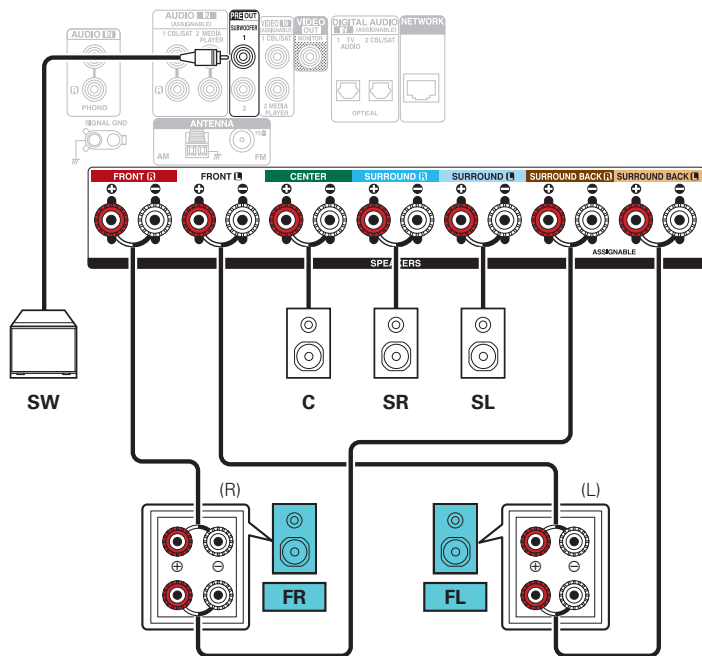 AUDIO IN
R
PHONO
SIGNAL GND
AUDIO IN
(ASSIGNABLE)
1 CBL/SAT 2 MEDIA PLAYER
R
PRE OUT
SUBWOOFER
1
2
VIDEO IN
(ASSIGNABLE)
1 CBL/SAT
2 MEDIA PLAYER
VIDEO OUT
MONITOR
DIGITAL AUDIO IN (ASSIGNABLE)
1 TV AUDIO 2 CBL/SAT
OPTICAL
NETWORK
ANTENNA
AM
75Ω
FM
FRONT R
FRONT L
CENTER
SURROUND R
SURROUND L
SURROUND BACK R
SURROUND BACK L
+ - + - + - + - + - + - + -
ASSIGNABLE
SPEAKERS
SW
C
SR
SL
(R)
+ -
FR
FL
(L)
+ -